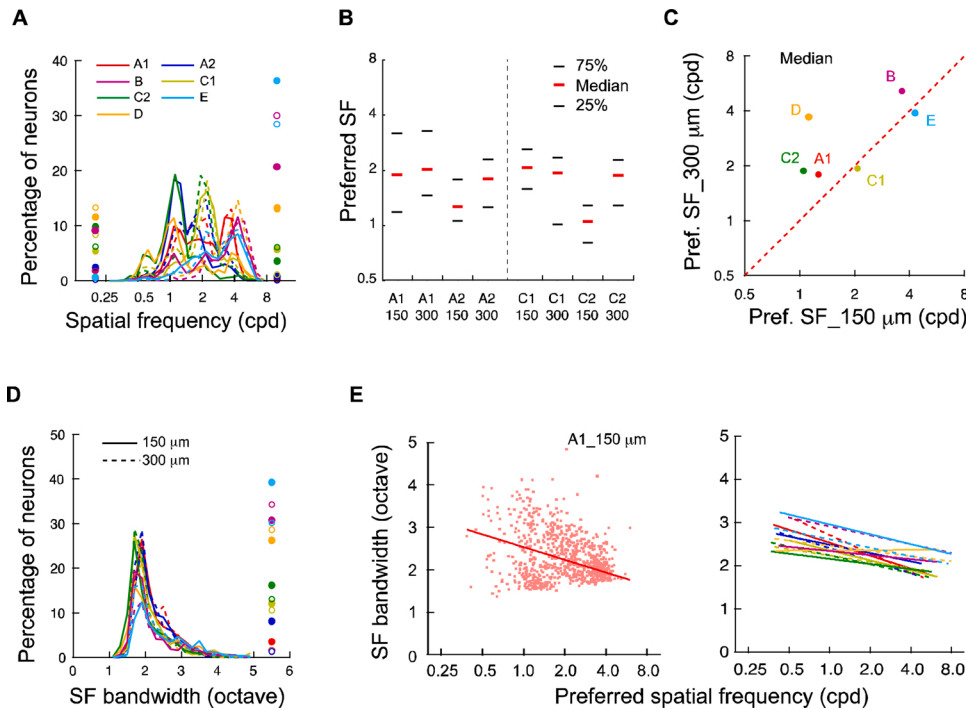 A
Percentage of neurons
50
40
30
20
10
0
A1 A2
B C1
C2 E
D
0.25 0.5 1 2 4 8
Spatial frequency (cpd)
B
Preferred SF
8
4
2
1
0.5
75%
Median
25%
A1 A1 A2 A2 C1 C1 C2 C2
150 300 150 300 150 300 150 300
C
Pref. SF_300 μm (cpd)
8
4
2
1
0.5
Median
B
D
E
C2 A1 C1
0.5 1 2 4 8
Pref. SF_150 μm (cpd)
D
Percentage of neurons
50
40
30
20
10
0
150 μm
300 μm
0 1 2 3 4 5 6
SF bandwidth (octave)
E
SF bandwidth (octave)
A1_150 μm
5
4
3
2
1
0
0.25 0.5 1.0 2.0 4.0 8.0
5
4
3
2
1
0
0.25 0.5 1.0 2.0 4.0 8.0
Preferred spatial frequency (cpd)